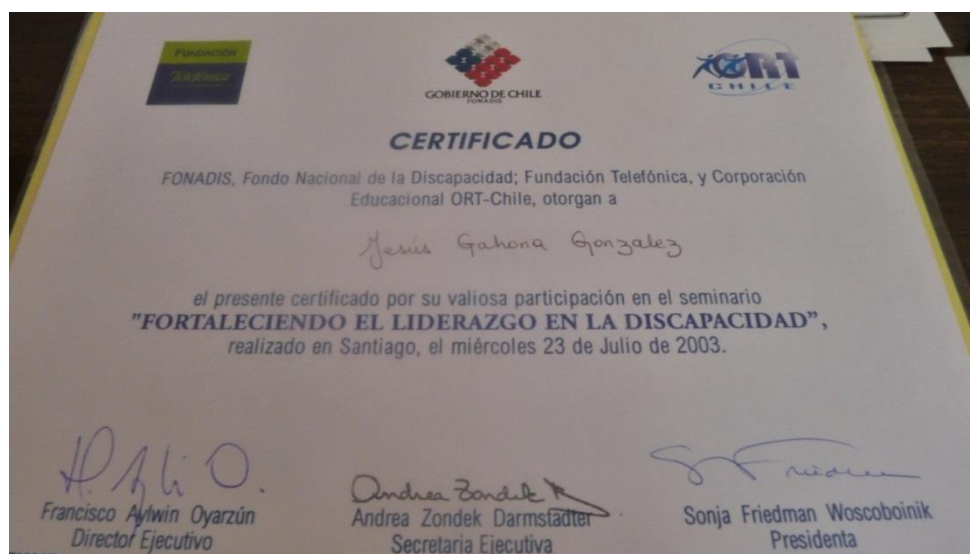 FUNDACIÓN
Telefónica
GOBIERNO DE CHILE
FONADIS
ORT
CHILE
CERTIFICADO
FONADIS, Fondo Nacional de la Discapacidad; Fundación Telefónica, y Corporación
Educacional ORT-Chile, otorgan a
Jesús Gahona Gonzalez
el presente certificado por su valiosa participación en el seminario
"FORTALECIENDO EL LIDERAZGO EN LA DISCAPACIDAD",
realizado en Santiago, el miércoles 23 de Julio de 2003.
Andrea Zondek
Francisco Aylwin Oyarzún
Director Ejecutivo
Andrea Zondek Darmstadter
Secretaria Ejecutiva
Sonja Friedman Woscoboinik
Presidenta